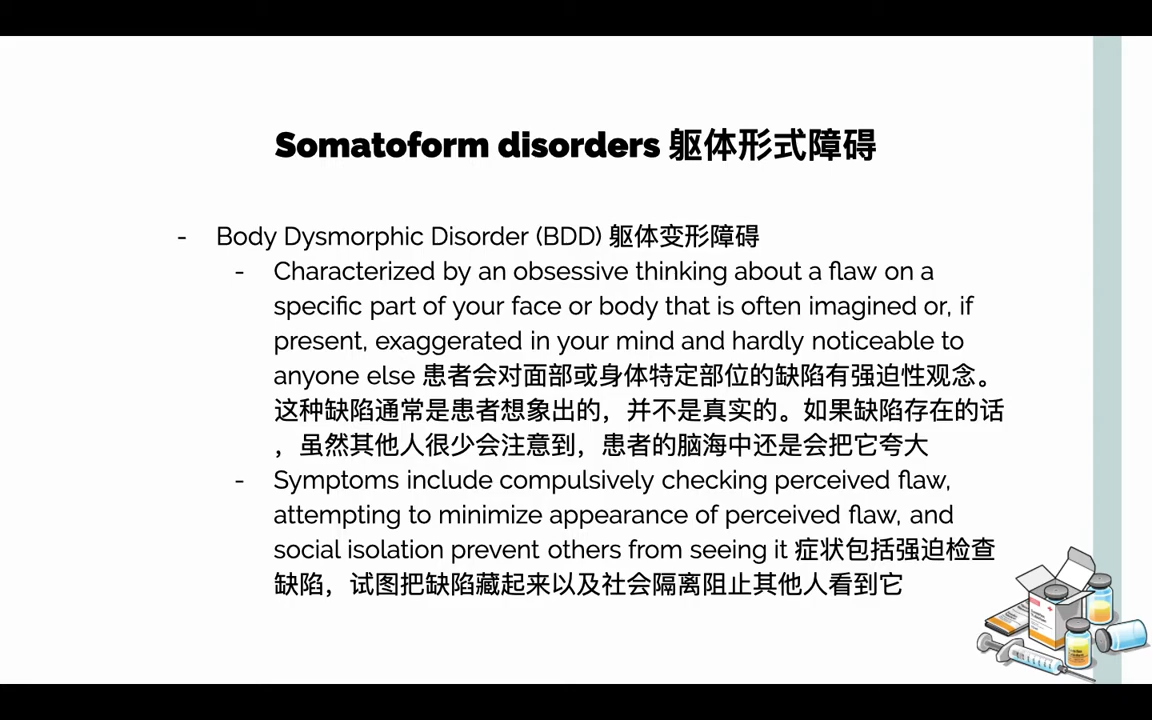 Somatoform disorders 躯体形式障碍
- Body Dysmorphic Disorder (BDD) 躯体变形障碍
- Characterized by an obsessive thinking about a flaw on a
specific part of your face or body that is often imagined or, if
present, exaggerated in your mind and hardly noticeable to
anyone else 患者会对面部或身体特定部位的缺陷有强迫性观念。
这种缺陷通常是患者想象出的，并不是真实的。如果缺陷存在的话
，虽然其他人很少会注意到，患者的脑海中还是会把它夸大
- Symptoms include compulsively checking perceived flaw,
attempting to minimize appearance of perceived flaw, and
social isolation prevent others from seeing it 症状包括强迫检查
缺陷，试图把缺陷藏起来以及社会隔离阻止其他人看到它